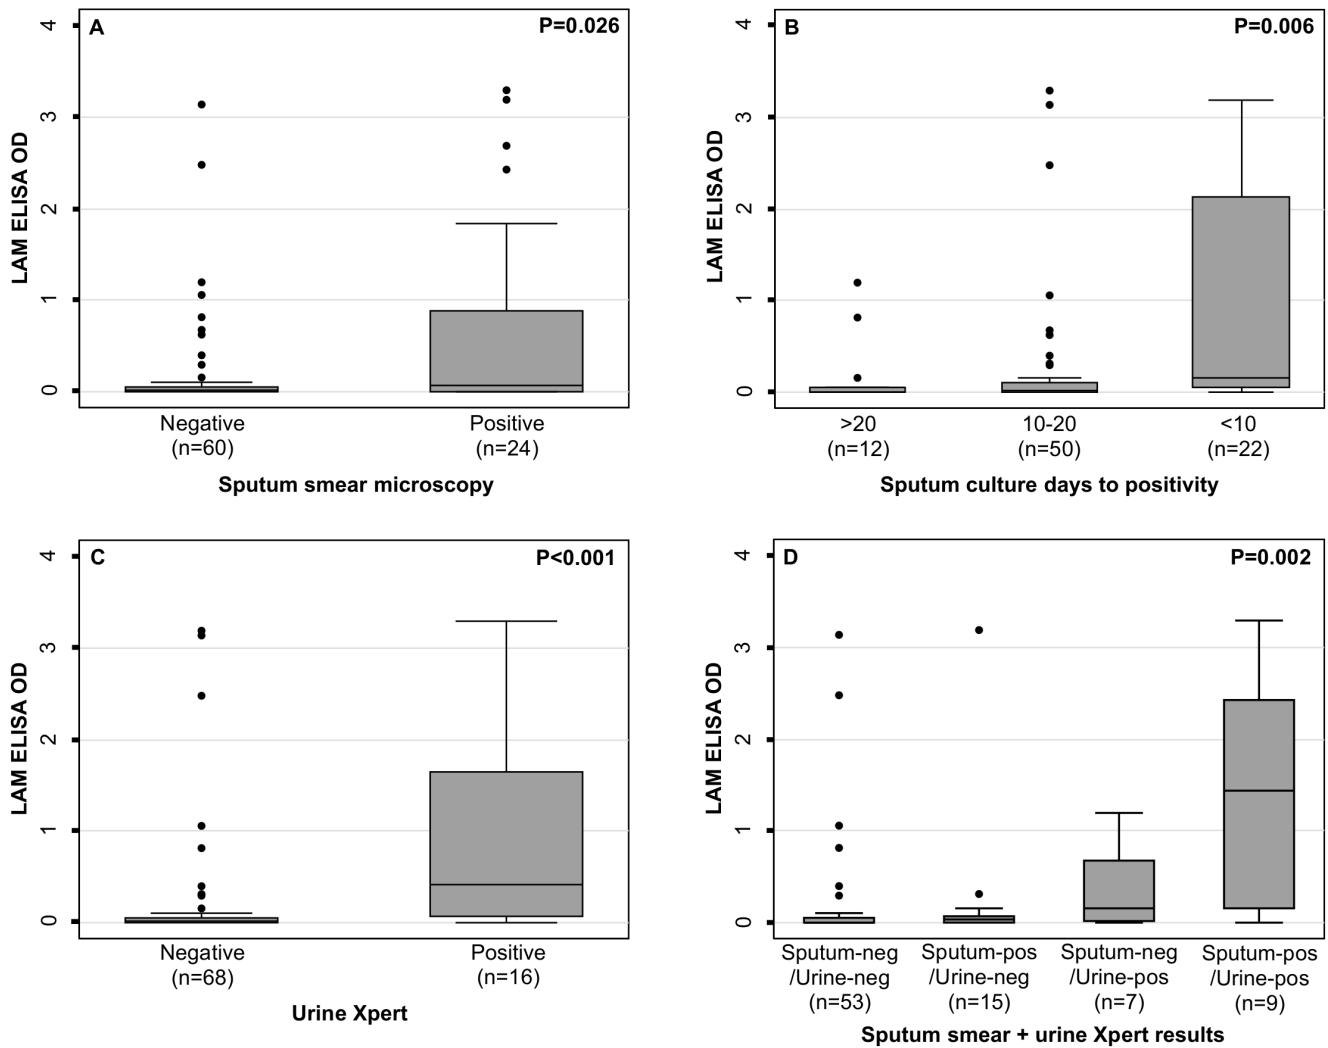 A
P=0.026
LAM ELISA OD
4
3
2
1
0
Negative
(n=60)
Positive
(n=24)
Sputum smear microscopy
B
P=0.006
LAM ELISA OD
4
3
2
1
0
>20
(n=12)
10-20
(n=50)
<10
(n=22)
Sputum culture days to positivity
C
P<0.001
LAM ELISA OD
4
3
2
1
0
Negative
(n=68)
Positive
(n=16)
Urine Xpert
D
P=0.002
LAM ELISA OD
4
3
2
1
0
Sputum-neg
/Urine-neg
(n=53)
Sputum-pos
/Urine-neg
(n=15)
Sputum-neg
/Urine-pos
(n=7)
Sputum-pos
/Urine-pos
(n=9)
Sputum smear + urine Xpert results